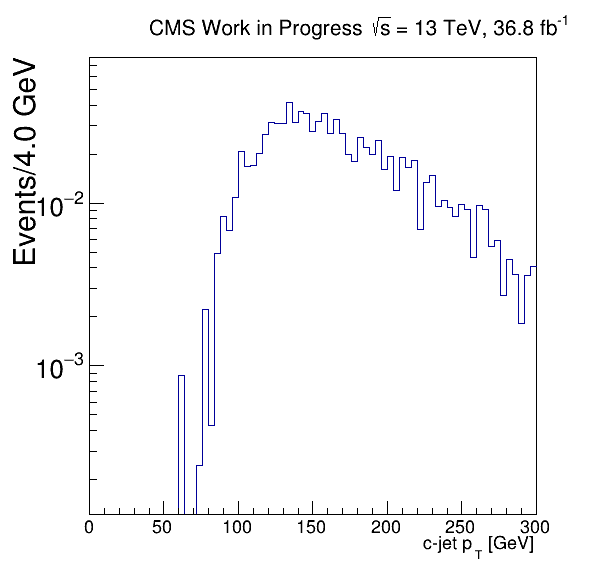 CMS Work in Progress √s = 13 TeV, 36.8 fb⁻¹
Events/4.0 GeV
10⁻²
10⁻³
0 50 100 150 200 250 300
c-jet p_T [GeV]